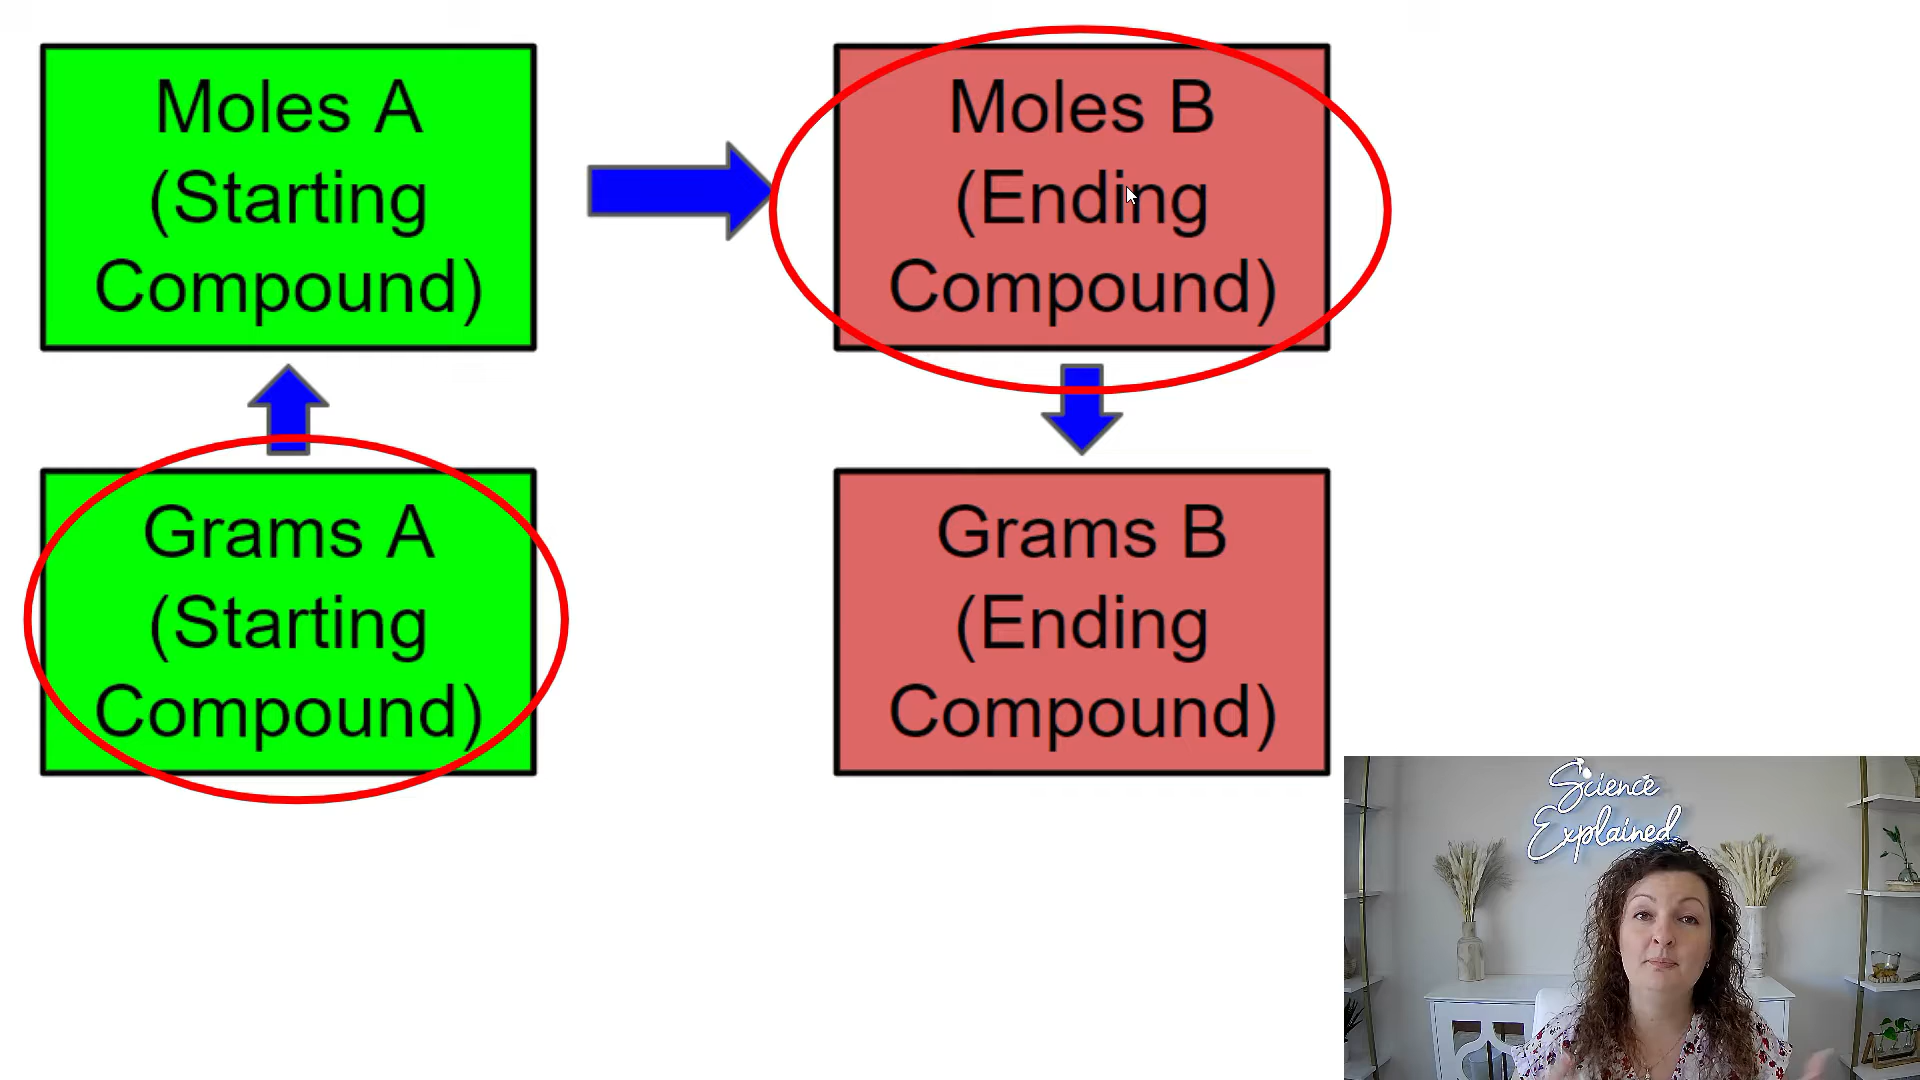 Moles A
(Starting
Compound)
Moles B
(Ending
Compound)
Grams A
(Starting
Compound)
Grams B
(Ending
Compound)
Science
Explained